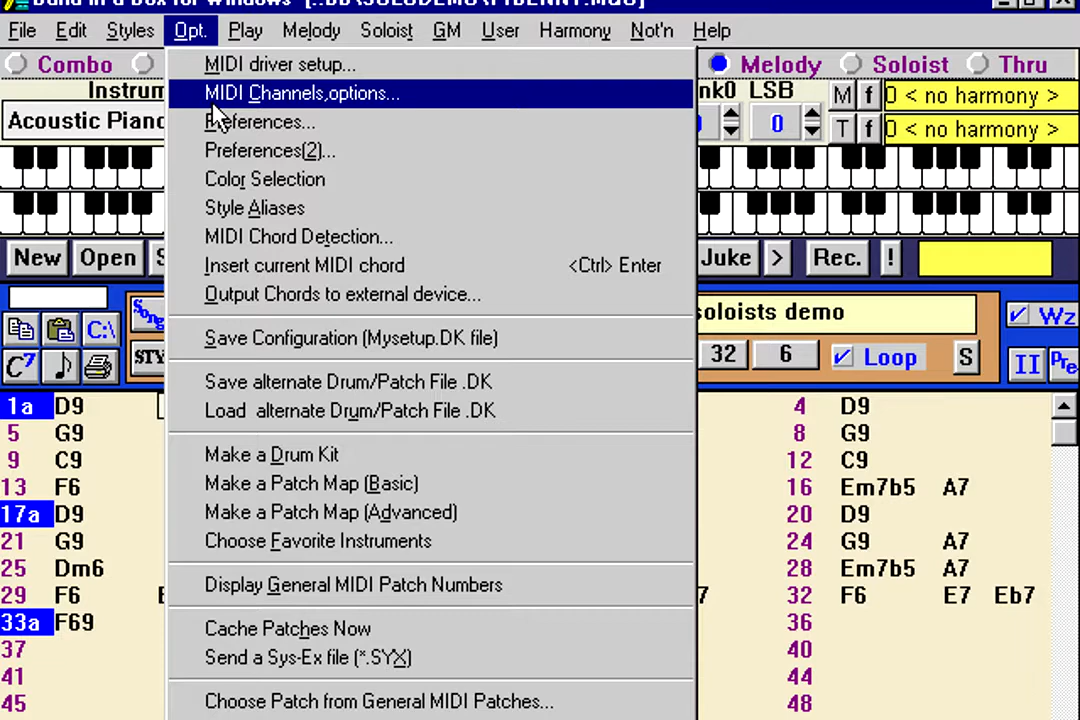 File Edit Styles Opt. Play Melody Soloist GM User Harmony Not'n Help
Combo Melody Soloist Thru
Instrum nk0 LSB M f 0 < no harmony >
Acoustic Piano 0 T f 0 < no harmony >
MIDI driver setup...
MIDI Channels,options...
Preferences...
Preferences(2)...
Color Selection
Style Aliases
MIDI Chord Detection...
Insert current MIDI chord <Ctrl> Enter
Output Chords to external device...
Save Configuration (Mysetup.DK file)
Save alternate Drum/Patch File .DK
Load alternate Drum/Patch File .DK
Make a Drum Kit
Make a Patch Map (Basic)
Make a Patch Map (Advanced)
Choose Favorite Instruments
Display General MIDI Patch Numbers
Cache Patches Now
Send a Sys-Ex file (*.SYX)
Choose Patch from General MIDI Patches...
New Open S Juke > Rec. !
Song soloists demo Wz
C:\
C7 STY 32 6 Loop S II Pre
1a D9 4 D9
5 G9 8 G9
9 C9 12 C9
13 F6 16 Em7b5 A7
17a D9 20 D9
21 G9 24 G9 A7
25 Dm6 28 Em7b5 A7
29 F6 E 7 32 F6 E7 Eb7
33a F69 36
37 40
41 44
45 48